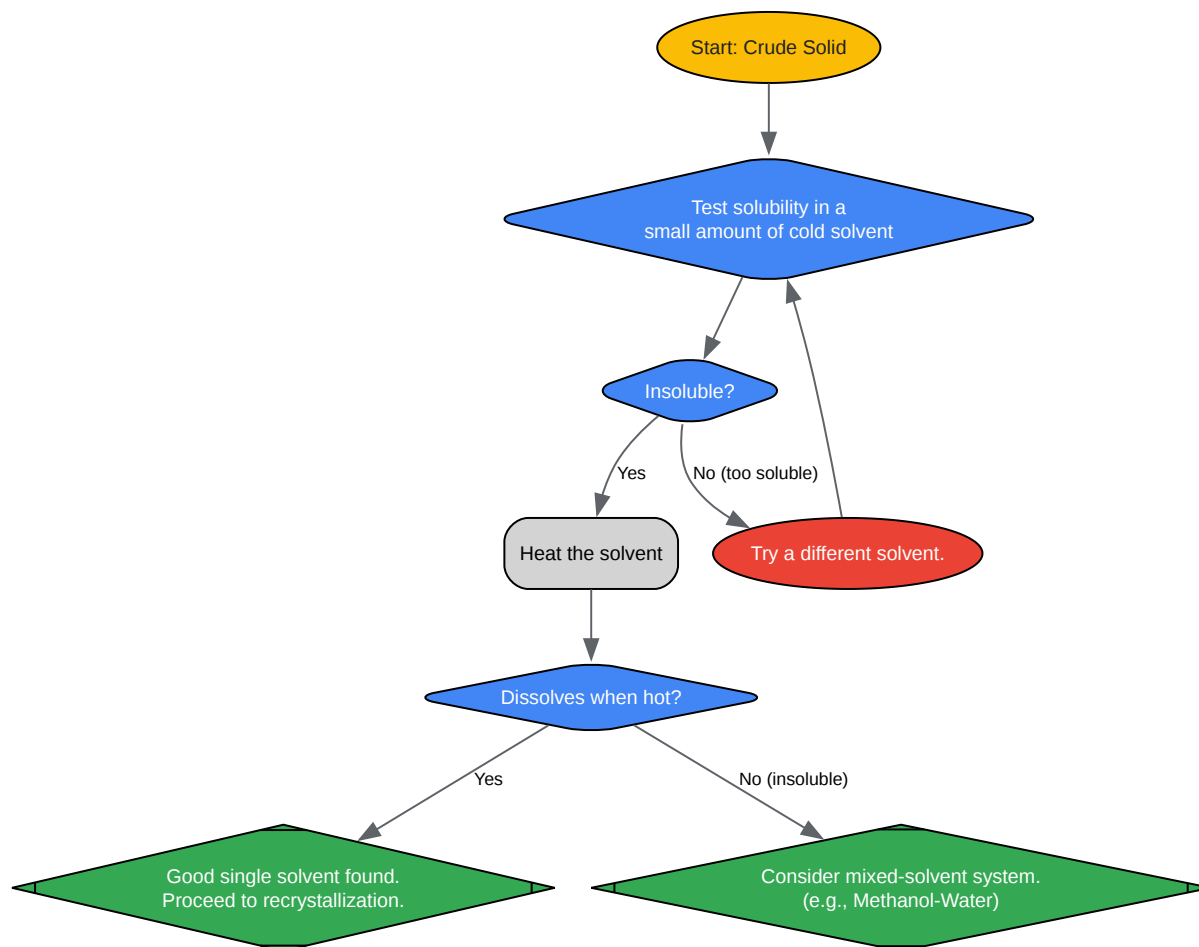 Start: Crude Solid
Test solubility in a
small amount of cold solvent
Insoluble?
Yes
No (too soluble)
Heat the solvent
Try a different solvent.
Dissolves when hot?
Yes
No (insoluble)
Good single solvent found.
Proceed to recrystallization.
Consider mixed-solvent system.
(e.g., Methanol-Water)